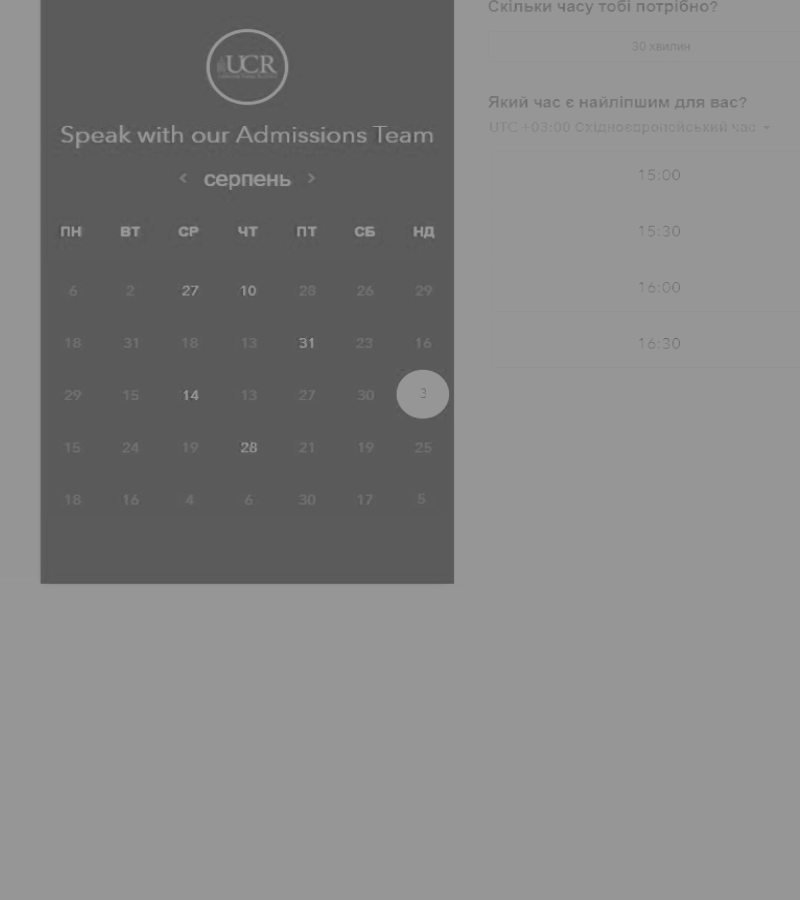 UCR
Speak with our Admissions Team
< серпень >
ПН ВТ СР ЧТ ПТ СБ НД
6 2 27 10 28 26 29
18 31 18 13 31 23 16
29 15 14 13 27 30 3
15 24 19 28 21 19 25
18 16 4 6 30 17 5
Скільки часу тобі потрібно?
30 хвилин
Який час є найліпшим для вас?
UTC +03:00 Східноєвропейський час
15:00
15:30
16:00
16:30